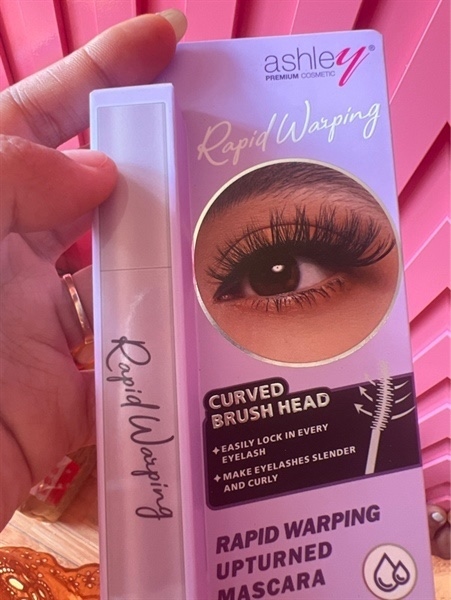 ashley®
PREMIUM COSMETIC
Rapid Warping
CURVED
BRUSH HEAD
EASILY LOCK IN EVERY
EYELASH
MAKE EYELASHES SLENDER
AND CURLY
RAPID WARPING
UPTURNED
MASCARA
Rapid Warping